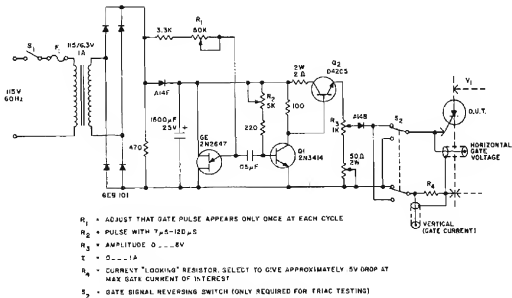 S1
F1
115/6.3V
1A
115V
60Hz
6E9 101
3.3K
R1
50K
A14F
1500µF
25V
470
GE
2N2647
.05µF
R2
5K
220
100
Q1
2N3414
2W
2Ω
Q2
D42C5
R3
1K
A14B
50Ω
2W
S2
R4
V1
D.U.T.
HORIZONTAL
GATE
VOLTAGE
VERTICAL
(GATE CURRENT)
R1 = ADJUST THAT GATE PULSE APPEARS ONLY ONCE AT EACH CYCLE
R2 = PULSE WITH 7µS-120µS
R3 = AMPLITUDE 0___8V
I = 0___1A
R4 = CURRENT "LOOKING" RESISTOR, SELECT TO GIVE APPROXIMATELY 5V DROP AT
MAX GATE CURRENT OF INTEREST
S2 = GATE SIGNAL REVERSING SWITCH (ONLY REQUIRED FOR TRIAC TESTING)